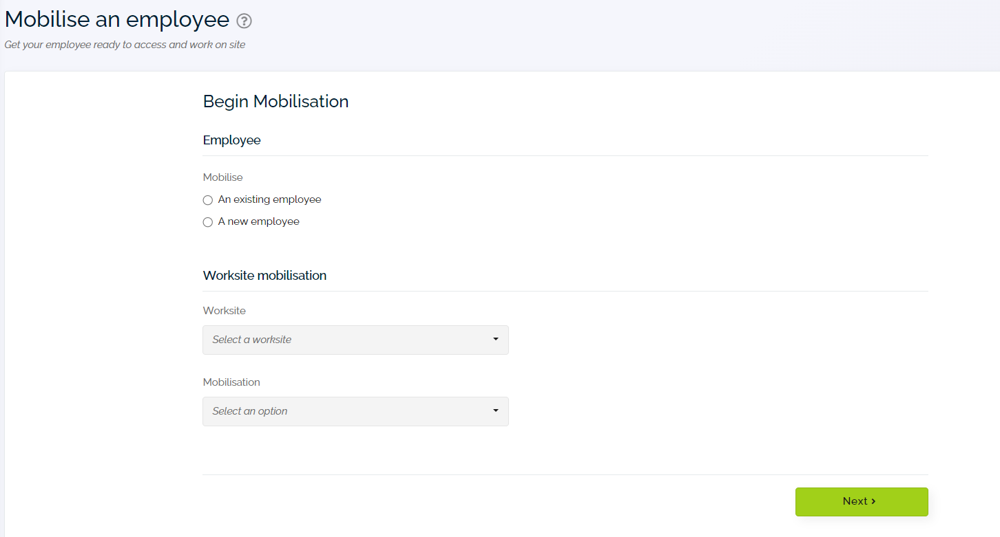 Mobilise an employee ?
Get your employee ready to access and work on site
Begin Mobilisation
Employee
Mobilise
An existing employee
A new employee
Worksite mobilisation
Worksite
Select a worksite
Mobilisation
Select an option
Next ›